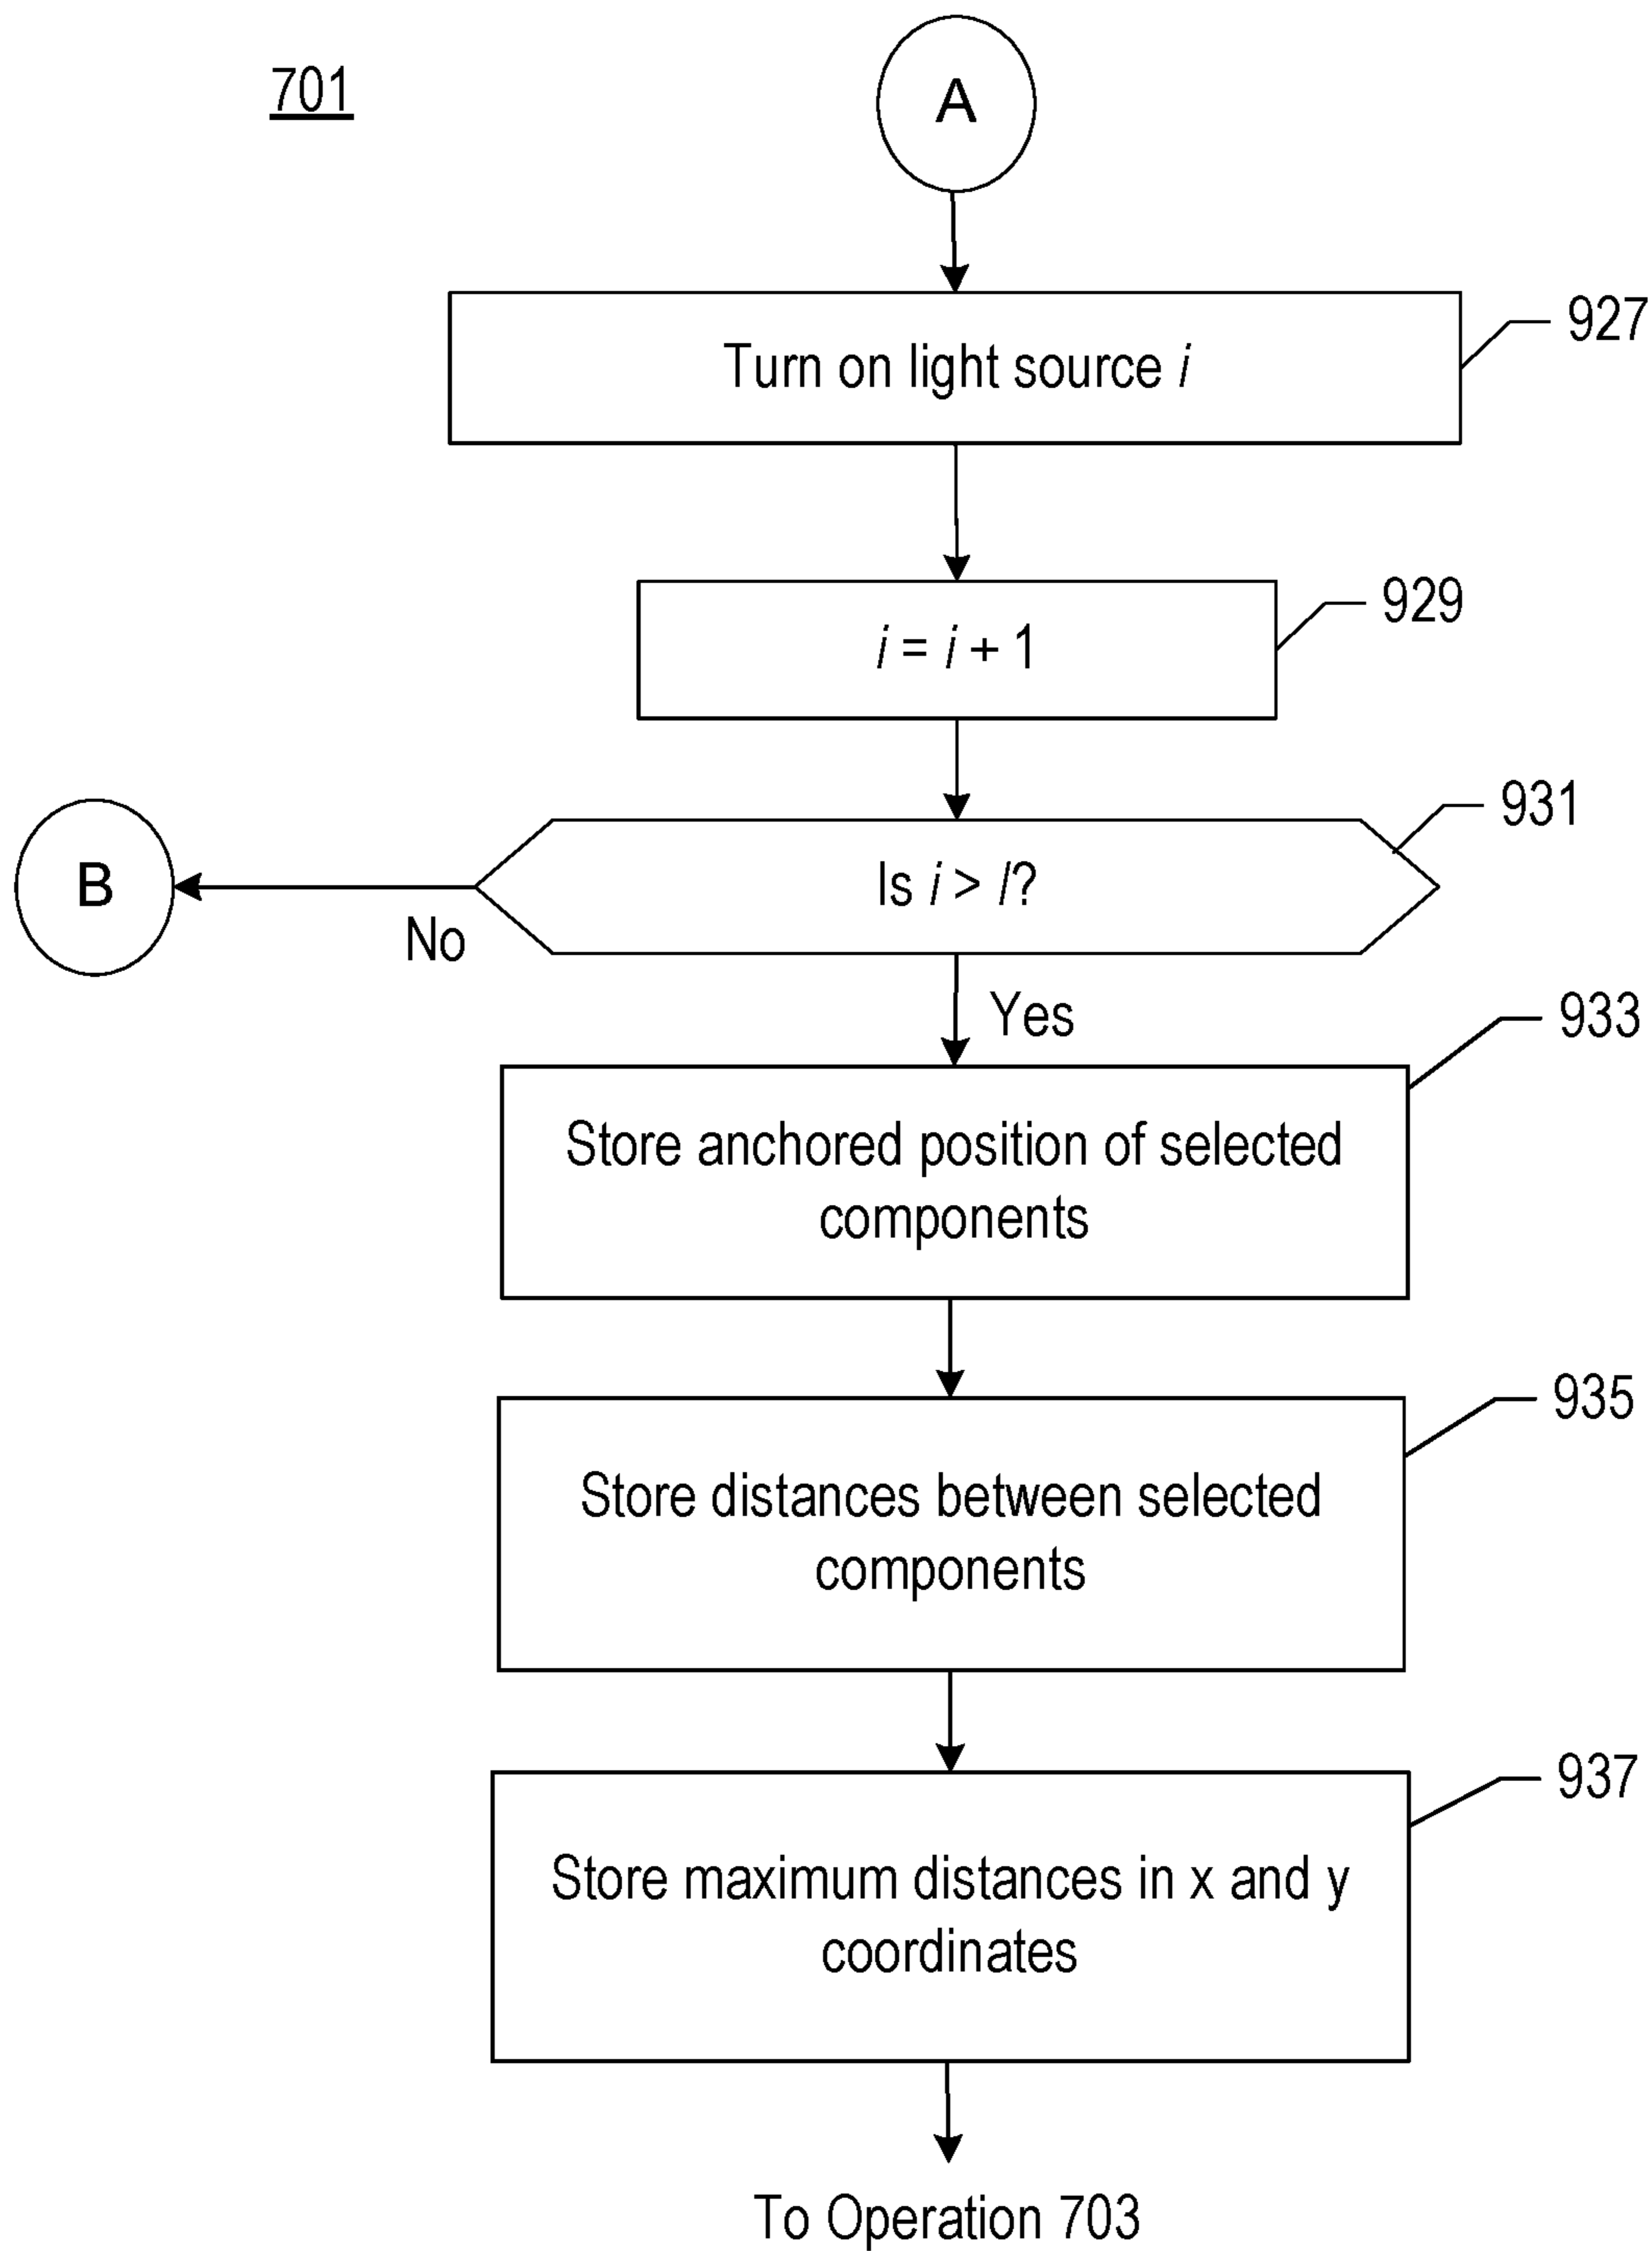 701
A
927
Turn on light source i
929
i = i + 1
931
Is i > I?
B
No
Yes
933
Store anchored position of selected
components
935
Store distances between selected
components
937
Store maximum distances in x and y
coordinates
To Operation 703